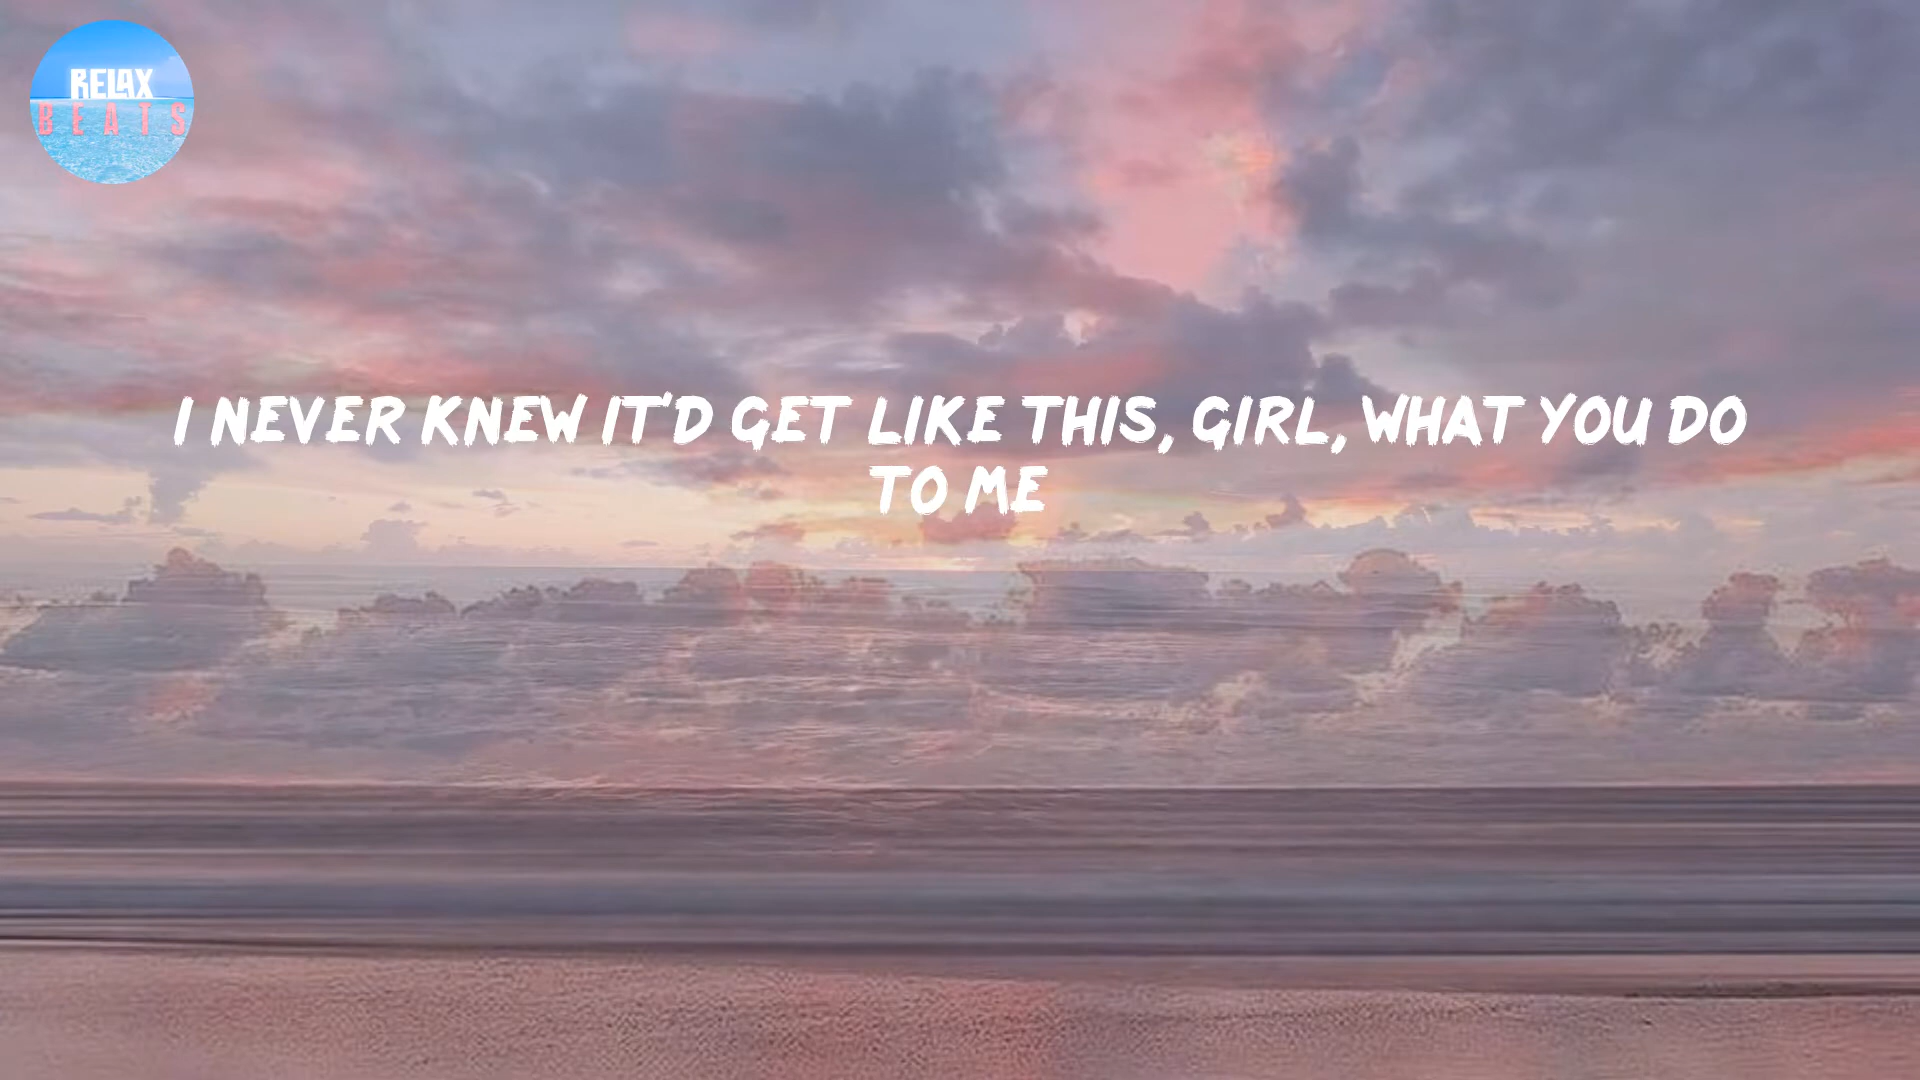 RELAX
BEATS
I NEVER KNEW IT'D GET LIKE THIS, GIRL, WHAT YOU DO
TO ME